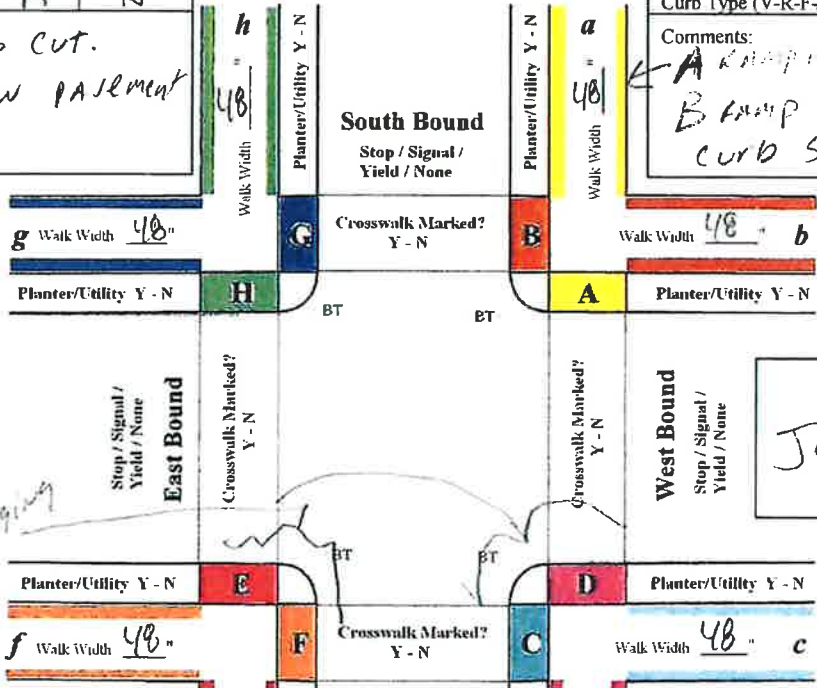 Curb Type (V-R-F-
CUT.
PASEMENT
h
=
48
Walk Width
Planter/Utility Y - N
South Bound
Stop / Signal /
Yield / None
Planter/Utility Y - N
a
=
48
Walk Width
Comments:
A RAMP
B RAMP
CURB S
g Walk Width 48"
G
Crosswalk Marked?
Y - N
B
Walk Width 48" b
Planter/Utility Y - N
H
BT
BT
A
Planter/Utility Y - N
Stop / Signal /
Yield / None
East Bound
Crosswalk Marked?
Y - N
Crosswalk Marked?
Y - N
West Bound
Stop / Signal /
Yield / None
BT
BT
Planter/Utility Y - N
E
D
Planter/Utility Y - N
f Walk Width 48"
F
Crosswalk Marked?
Y - N
C
Walk Width 48" c